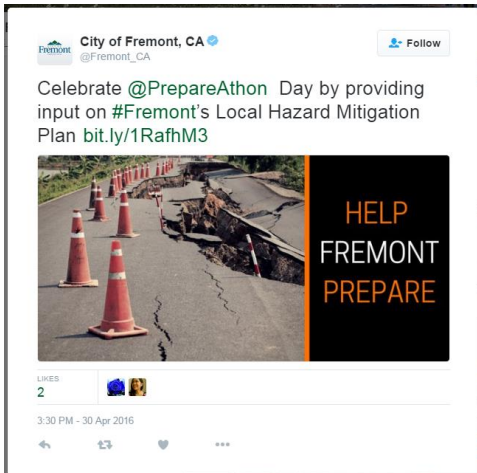 Fremont
City of Fremont, CA
@Fremont_CA
Follow
Celebrate @PrepareAthon Day by providing
input on #Fremont's Local Hazard Mitigation
Plan bit.ly/1RafhM3
HELP
FREMONT
PREPARE
LIKES
2
3:30 PM - 30 Apr 2016